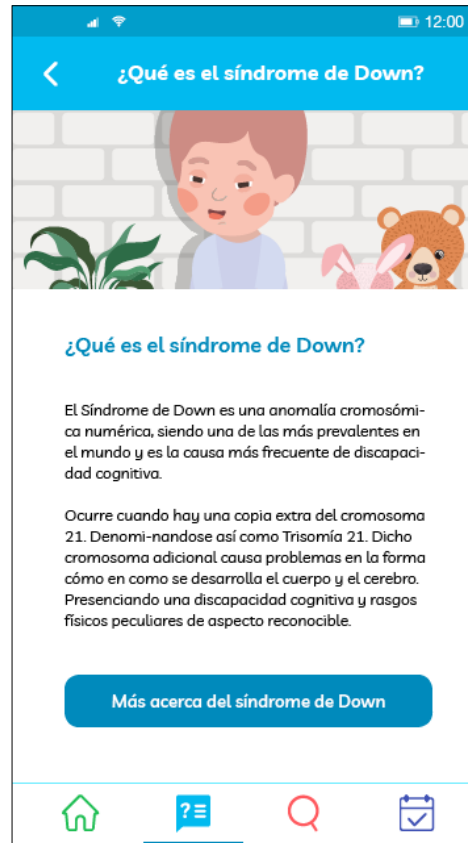 12:00
¿Qué es el síndrome de Down?
¿Qué es el síndrome de Down?
El Síndrome de Down es una anomalía cromosómi-
ca numérica, siendo una de las más prevalentes en
el mundo y es la causa más frecuente de discapaci-
dad cognitiva.
Ocurre cuando hay una copia extra del cromosoma
21. Denomi-nandose así como Trisomía 21. Dicho
cromosoma adicional causa problemas en la forma
cómo en como se desarrolla el cuerpo y el cerebro.
Presenciando una discapacidad cognitiva y rasgos
físicos peculiares de aspecto reconocible.
Más acerca del síndrome de Down